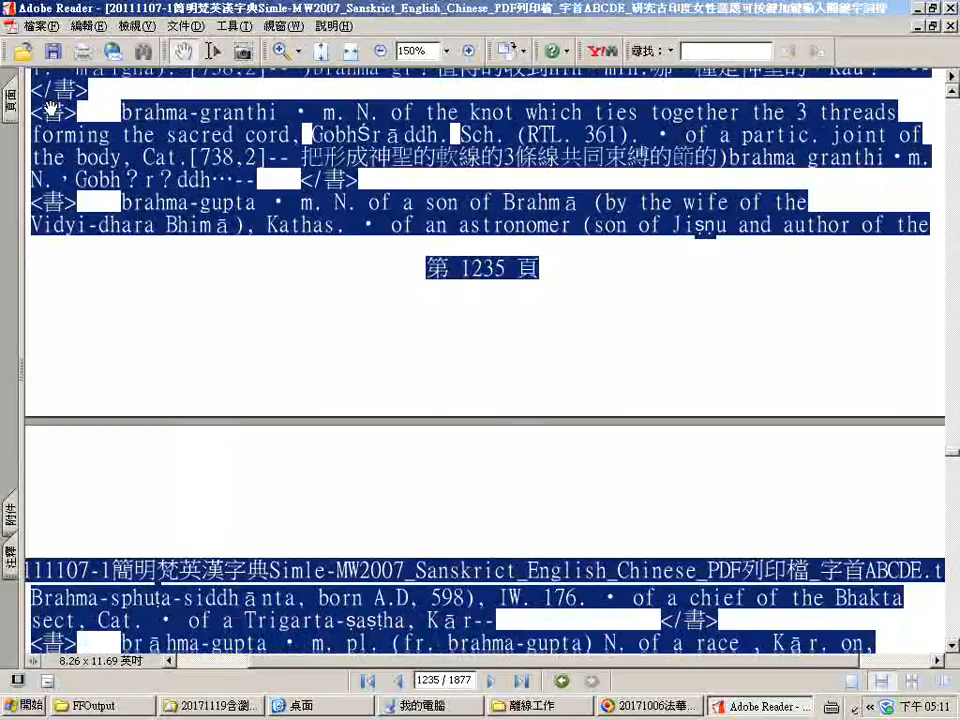 Adobe Reader - [20111107-1簡明梵英漢字典Simle-MW2007_Sanskrict_English_Chinese_PDF列印檔_字首ABCDE_研究古印度女性議題可按
檔案(F) 編輯(E) 檢視(V) 文件(D) 工具(T) 視窗(W) 說明(H)
150% 尋找：
頁面
</書>
<書> brahma-granthi • m. N. of the knot which ties together the 3 threads
forming the sacred cord, GobhŚrāddh. Sch. (RTL. 361). • of a partic. joint of
the body, Cat.[738,2]-- 把形成神聖的軟線的3條線共同束縛的節的)brahma granthi•m.
N.，Gobh？r？ddh…-- </書>
<書> brahma-gupta • m. N. of a son of Brahmā (by the wife of the
Vidyi-dhara Bhimā), Kathas. • of an astronomer (son of Jiṣṇu and author of the
第 1235 頁
附件
注釋
111107-1簡明梵英漢字典Simle-MW2007_Sanskrict_English_Chinese_PDF列印檔_字首ABCDE.t
Brahma-sphuṭa-siddhānta, born A.D, 598), IW. 176. • of a chief of the Bhakta
sect, Cat. • of a Trigarta-ṣaṣṭha, Kār-- </書>
<書> brāhma-gupta • m. pl. (fr. brahma-gupta) N. of a race , Kār. on,
8.26 x 11.69 英吋
1235 / 1877
開始 FFOutput 20171119含瀏... 桌面 我的電腦 離線工作 20171006法華... Adobe Reader - ... 下午 05:11